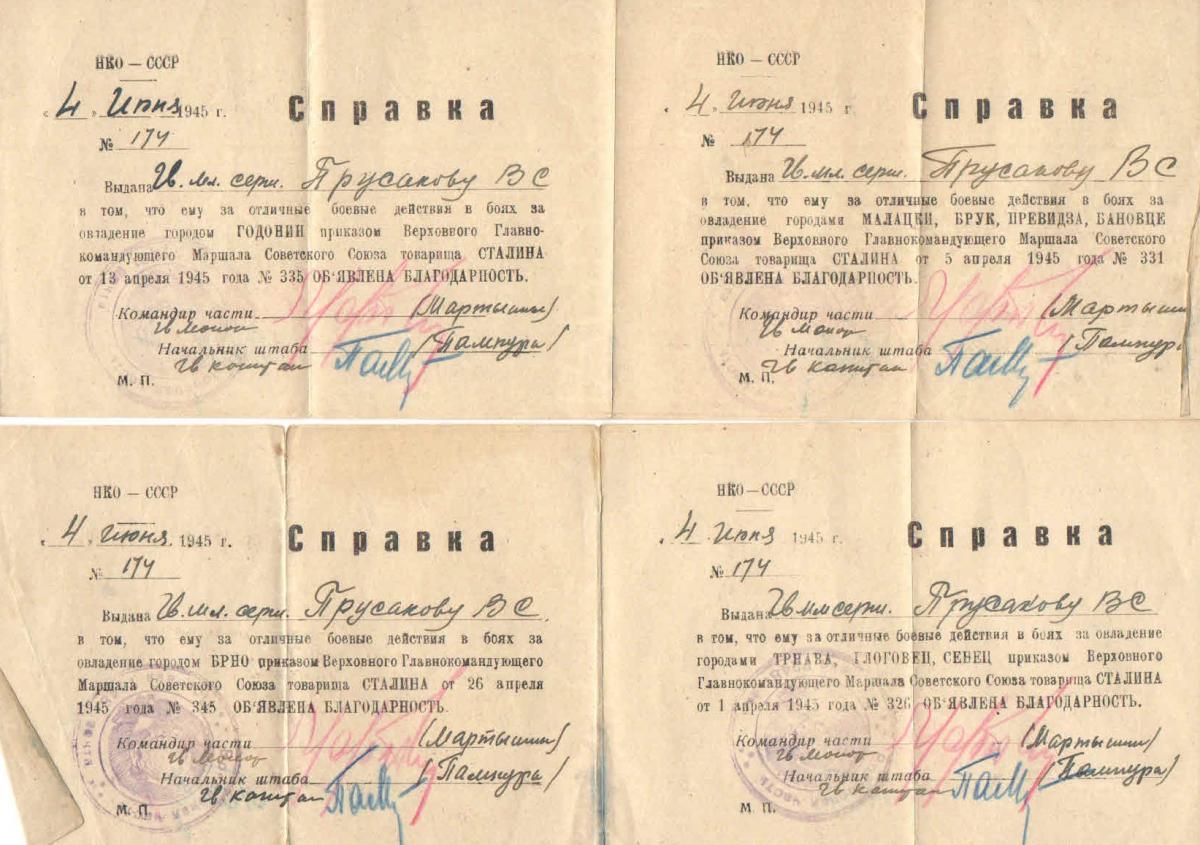 НКО — СССР
„4„ Июня 1945 г. Справка
№ 174
Выдана Гв. мл. серж. Прусакову В С
в том, что ему за отличные боевые действия в боях за
овладение городом ГОДОНИН приказом Верховного Главно-
командующего Маршала Советского Союза товарища СТАЛИНА
от 13 апреля 1945 года № 335 ОБ'ЯВЛЕНА БЛАГОДАРНОСТЬ.
Командир части (Мартышин)
Гв майор
Начальник штаба (Пампура)
Гв капитан
М. П.
НКО — СССР
4 „ Июня 1945 г. Справка
№ 174
Выдана Гв. мл. серж. Прусакову В С
в том, что ему за отличные боевые действия в боях за
овладение городами МАЛАЦКИ, БРУК, ПРЕВИДЗА, БАНОВЦЕ
приказом Верховного Главнокомандующего Маршала Советского
Союза товарища СТАЛИНА от 5 апреля 1945 года № 331
ОБ'ЯВЛЕНА БЛАГОДАРНОСТЬ.
Командир части (Мартышин
Гв майор
Начальник штаба (Пампура)
Гв капитан
М. П.
НКО — СССР
„ 4 „ июня 1945 г. Справка
№ 174
Выдана Гв. мл. серж. Прусакову В С.
в том, что ему за отличные боевые действия в боях за
овладение городом БРНО приказом Верховного Главнокомандующего
Маршала Советского Союза товарища СТАЛИНА от 26 апреля
1945 года № 345 ОБ'ЯВЛЕНА БЛАГОДАРНОСТЬ.
Командир части (Мартышин)
Гв майор
Начальник штаба (Пампура)
Гв капитан
М. П.
НКО—СССР
„ 4 „ Июня 1945 г. Справка
№ 174
Выдана Гв мл серж. Прусакову В С
в том, что ему за отличные боевые действия в боях за овладение
городами ТРНАВА, ГЛОГОВЕЦ, СЕНЕЦ приказом Верховного
Главнокомандующего Маршала Советского Союза товарища СТАЛИНА
от 1 апреля 1945 года № 326 ОБ'ЯВЛЕНА БЛАГОДАРНОСТЬ.
Командир части (Мартышин)
Гв майор
Начальник штаба (Пампура)
Гв капитан
М. П.